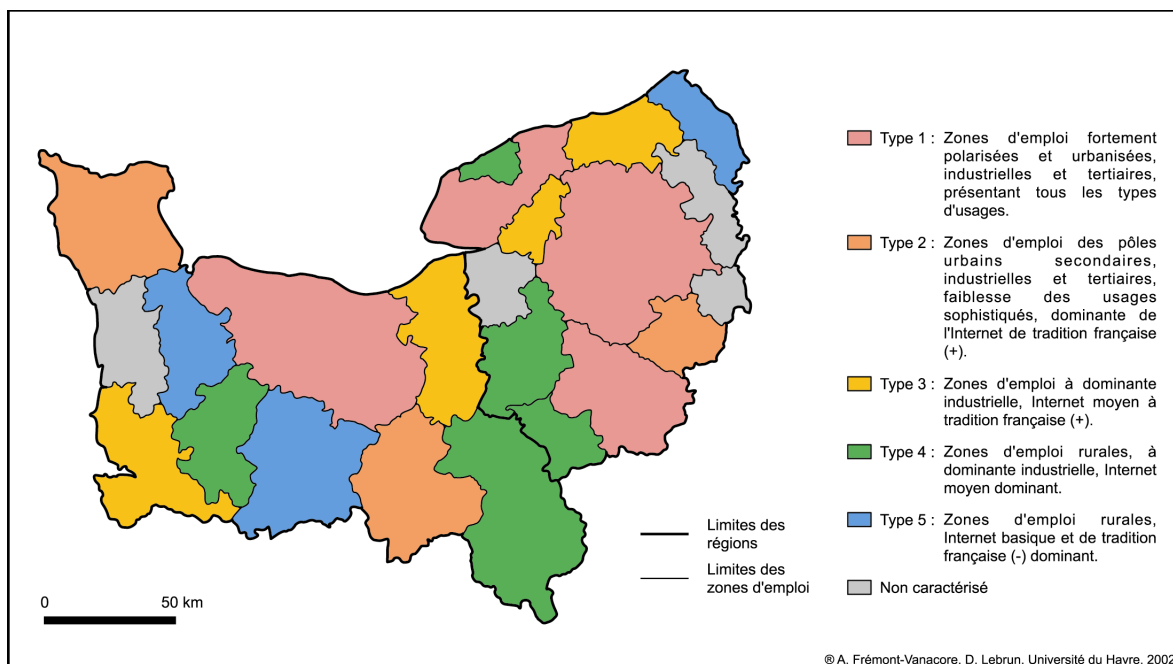 Type 1 : Zones d'emploi fortement
polarisées et urbanisées,
industrielles et tertiaires,
présentant tous les types
d'usages.
Type 2 : Zones d'emploi des pôles
urbains secondaires,
industrielles et tertiaires,
faiblesse des usages
sophistiqués, dominante de
l'Internet de tradition française
(+).
Type 3 : Zones d'emploi à dominante
industrielle, Internet moyen à
tradition française (+).
Type 4 : Zones d'emploi rurales, à
dominante industrielle, Internet
moyen dominant.
Type 5 : Zones d'emploi rurales,
Internet basique et de tradition
française (-) dominant.
Non caractérisé
Limites des
régions
Limites des
zones d'emploi
0 50 km
® A. Frémont-Vanacore, D. Lebrun, Université du Havre, 2002